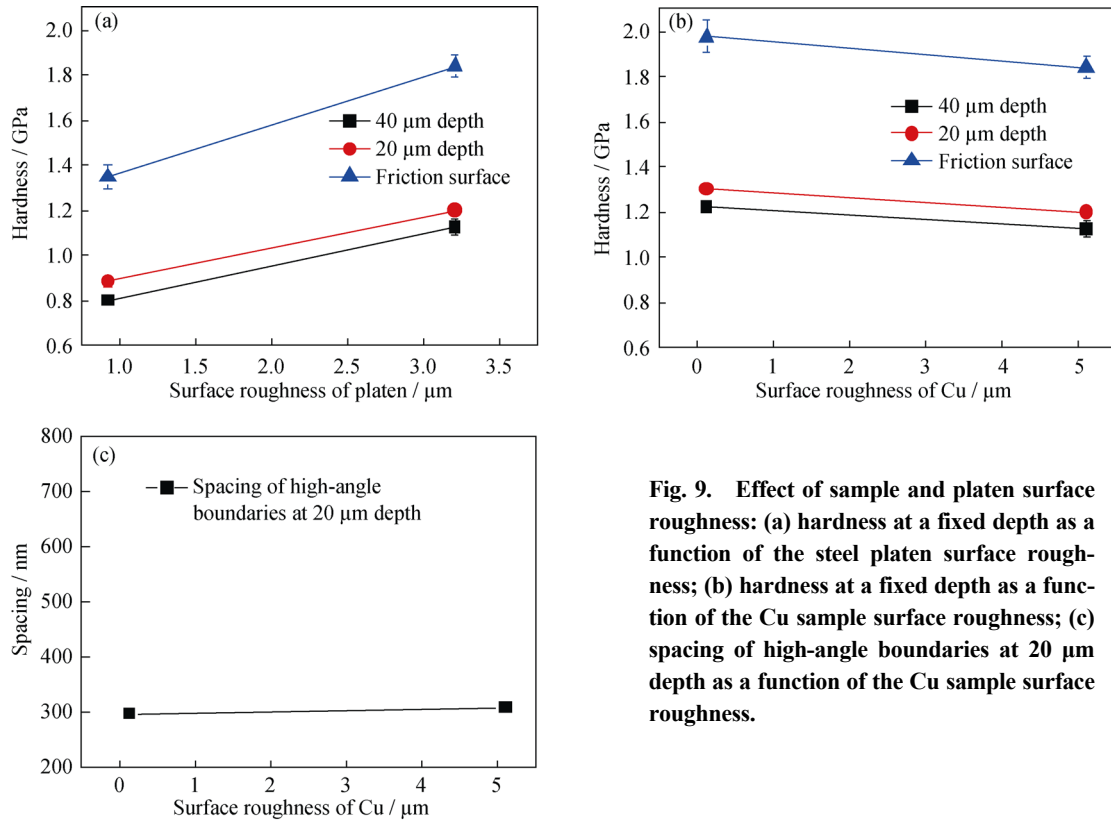 (a)
2.0
1.8
1.6
1.4
1.2
1.0
0.8
0.6
Hardness / GPa
40 µm depth
20 µm depth
Friction surface
1.0 1.5 2.0 2.5 3.0 3.5
Surface roughness of platen / µm
(b)
2.0
1.8
1.6
1.4
1.2
1.0
0.8
0.6
Hardness / GPa
40 µm depth
20 µm depth
Friction surface
0 1 2 3 4 5
Surface roughness of Cu / µm
(c)
800
700
600
500
400
300
200
Spacing / nm
Spacing of high-angle
boundaries at 20 µm depth
0 1 2 3 4 5
Surface roughness of Cu / µm
Fig. 9. Effect of sample and platen surface
roughness: (a) hardness at a fixed depth as a
function of the steel platen surface rough-
ness; (b) hardness at a fixed depth as a func-
tion of the Cu sample surface roughness; (c)
spacing of high-angle boundaries at 20 µm
depth as a function of the Cu sample surface
roughness.